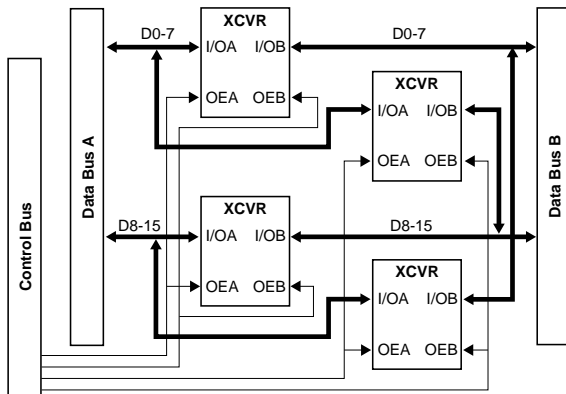 XCVR
D0-7
I/OA I/OB
D0-7
OEA OEB
XCVR
I/OA I/OB
OEA OEB
Control Bus
Data Bus A
Data Bus B
XCVR
D8-15
I/OA I/OB
D8-15
OEA OEB
XCVR
I/OA I/OB
OEA OEB